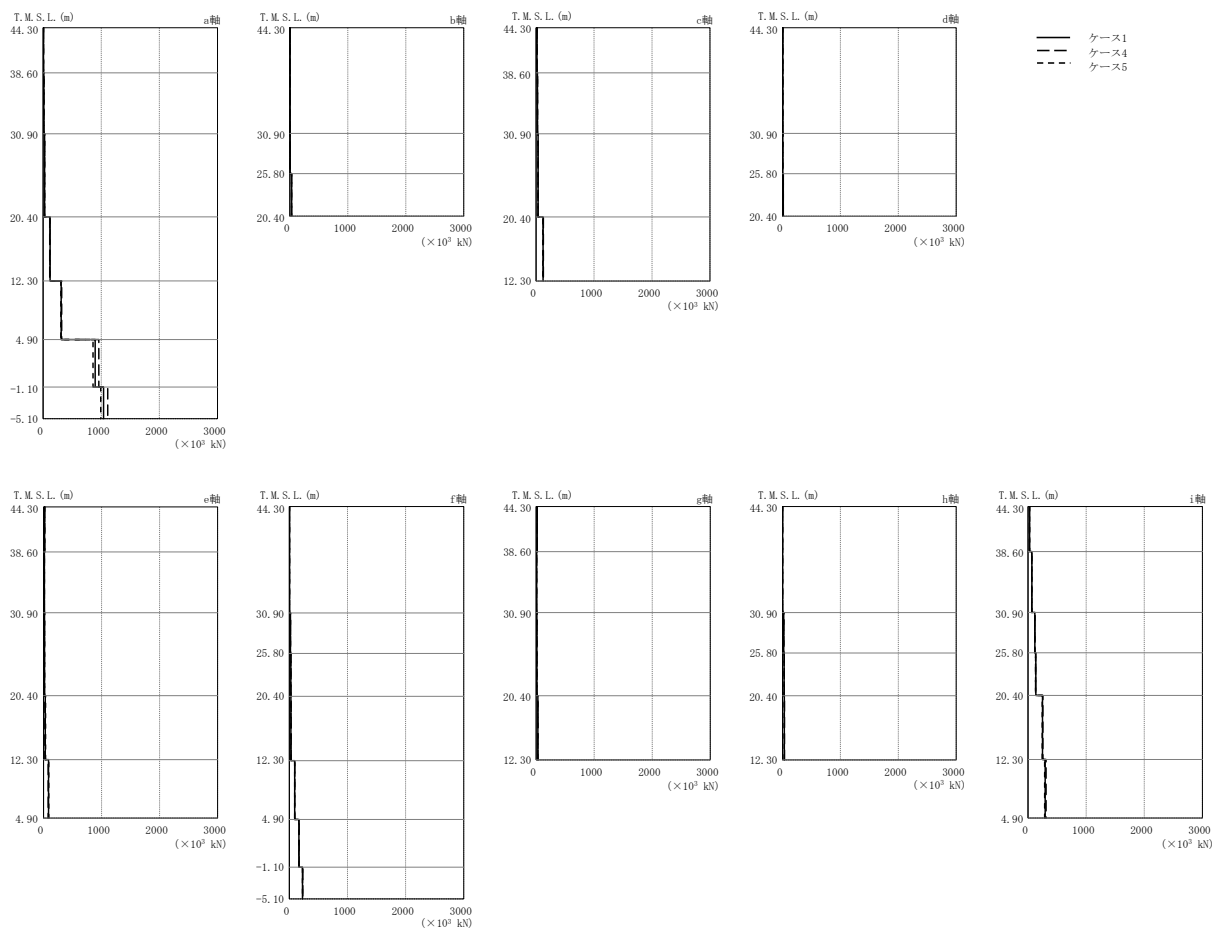 T.M.S.L.(m) a軸
44.30
38.60
30.90
20.40
12.30
4.90
-1.10
-5.10
0 1000 2000 3000
(×10³ kN)
T.M.S.L.(m) b軸
44.30
30.90
25.80
20.40
0 1000 2000 3000
(×10³ kN)
T.M.S.L.(m) c軸
44.30
38.60
30.90
20.40
12.30
0 1000 2000 3000
(×10³ kN)
T.M.S.L.(m) d軸
44.30
30.90
25.80
20.40
0 1000 2000 3000
(×10³ kN)
ケース1
ケース4
ケース5
T.M.S.L.(m) e軸
44.30
38.60
30.90
20.40
12.30
4.90
0 1000 2000 3000
(×10³ kN)
T.M.S.L.(m) f軸
44.30
30.90
25.80
20.40
12.30
4.90
-1.10
-5.10
0 1000 2000 3000
(×10³ kN)
T.M.S.L.(m) g軸
44.30
38.60
30.90
20.40
12.30
0 1000 2000 3000
(×10³ kN)
T.M.S.L.(m) h軸
44.30
30.90
25.80
20.40
12.30
0 1000 2000 3000
(×10³ kN)
T.M.S.L.(m) i軸
44.30
38.60
30.90
25.80
20.40
12.30
4.90
0 1000 2000 3000
(×10³ kN)